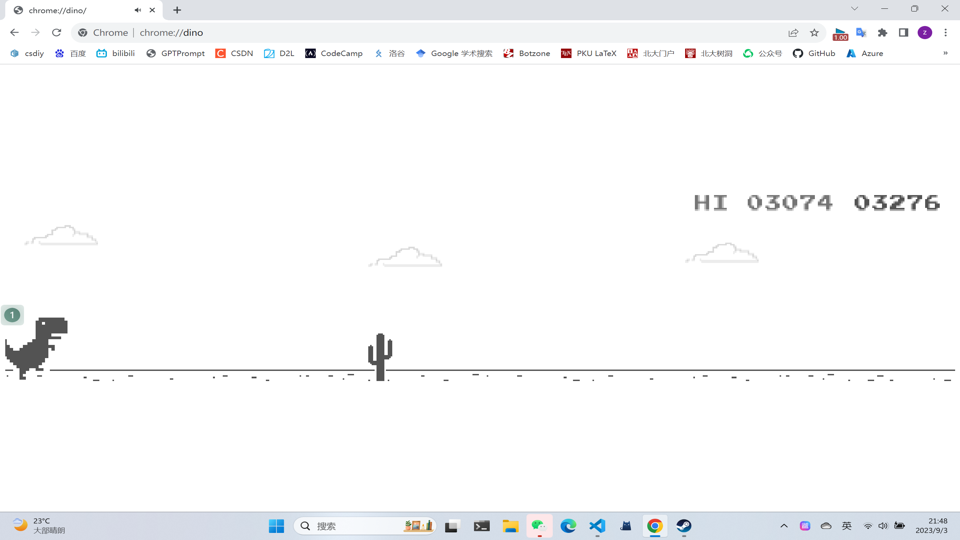 chrome://dino/
Chrome | chrome://dino
1.00
z
csdiy 百度 bilibili GPTPrompt CSDN D2L CodeCamp 洛谷 Google 学术搜索 Botzone PKU LaTeX 北大门户 北大树洞 公众号 GitHub Azure »
HI 03074 03276
1
23°C
大部晴朗
搜索
英
21:48
2023/9/3